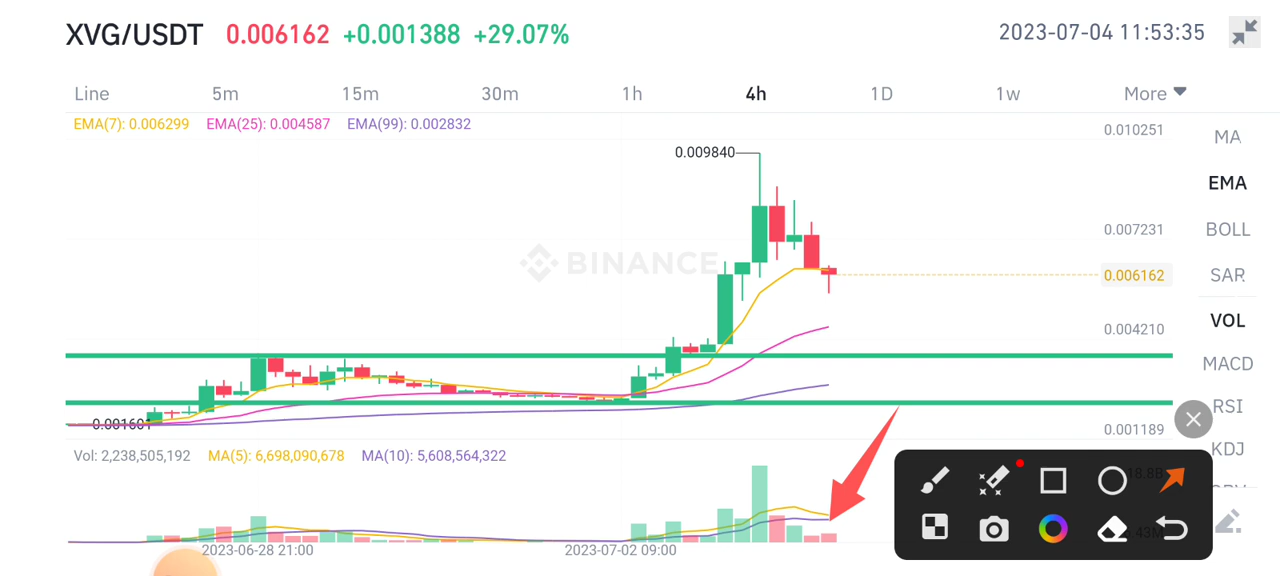 XVG/USDT 0.006162 +0.001388 +29.07% 2023-07-04 11:53:35
Line 5m 15m 30m 1h 4h 1D 1w More
EMA(7): 0.006299 EMA(25): 0.004587 EMA(99): 0.002832
0.010251
MA
0.009840
EMA
0.007231
BOLL
BINANCE
0.006162
SAR
VOL
0.004210
MACD
RSI
0.001601
0.001189
KDJ
Vol: 2,238,505,192 MA(5): 6,698,090,678 MA(10): 5,608,564,322
18.8B
.43M
2023-06-28 21:00 2023-07-02 09:00